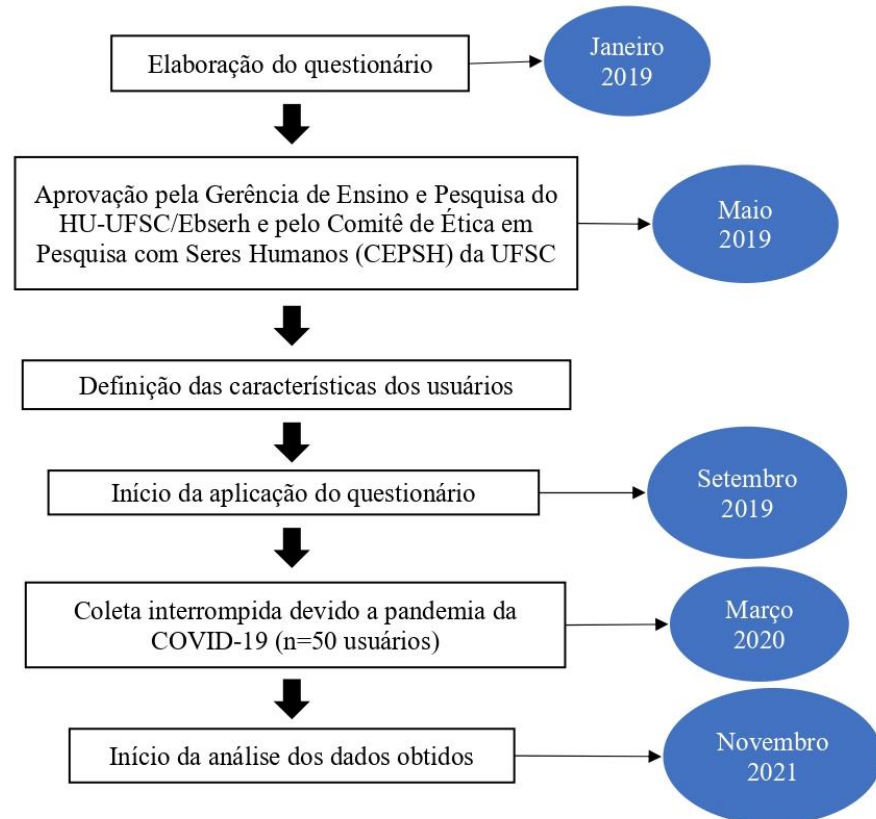 Elaboração do questionário
Janeiro
2019
Aprovação pela Gerência de Ensino e Pesquisa do
HU-UFSC/Ebserh e pelo Comitê de Ética em
Pesquisa com Seres Humanos (CEPSH) da UFSC
Maio
2019
Definição das características dos usuários
Início da aplicação do questionário
Setembro
2019
Coleta interrompida devido a pandemia da
COVID-19 (n=50 usuários)
Março
2020
Início da análise dos dados obtidos
Novembro
2021